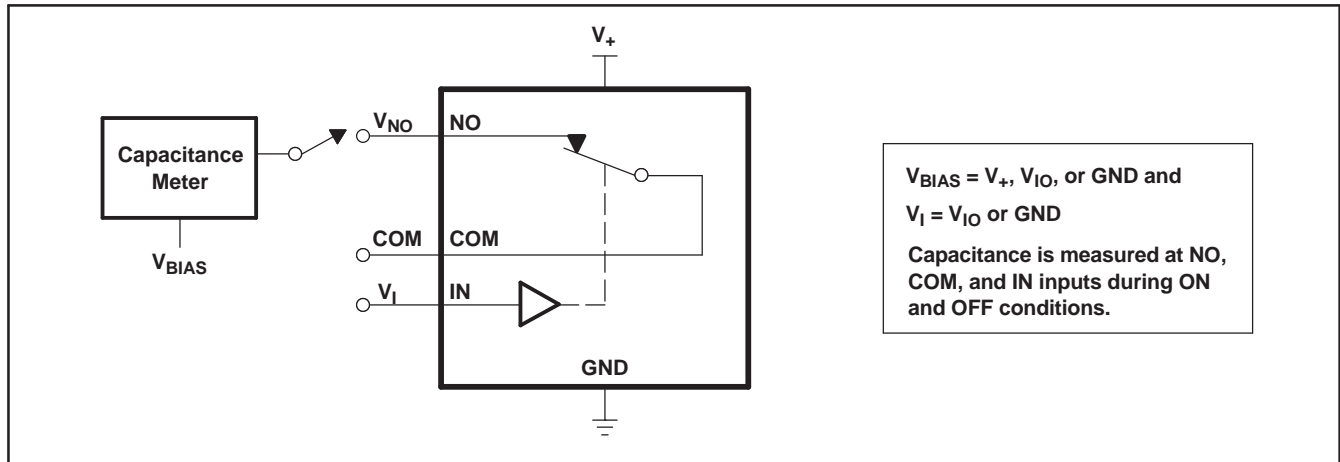 V+
VNO
NO
Capacitance
Meter
VBIAS
COM
COM
VI
IN
GND
VBIAS = V+, VIO, or GND and
VI = VIO or GND
Capacitance is measured at NO,
COM, and IN inputs during ON
and OFF conditions.